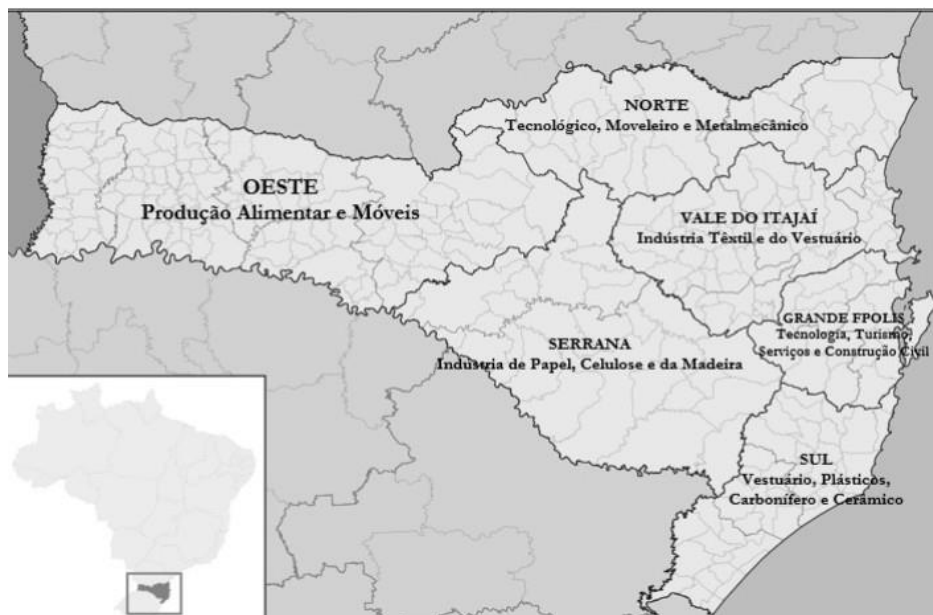 NORTE
Tecnológico, Moveleiro e Metalmecânico
OESTE
Produção Alimentar e Móveis
VALE DO ITAJAÍ
Indústria Têxtil e do Vestuário
GRANDE FPOLIS
Tecnologia, Turismo,
Serviços e Construção Civil
SERRANA
Indústria de Papel, Celulose e da Madeira
SUL
Vestuário, Plásticos,
Carbonífero e Cerâmico